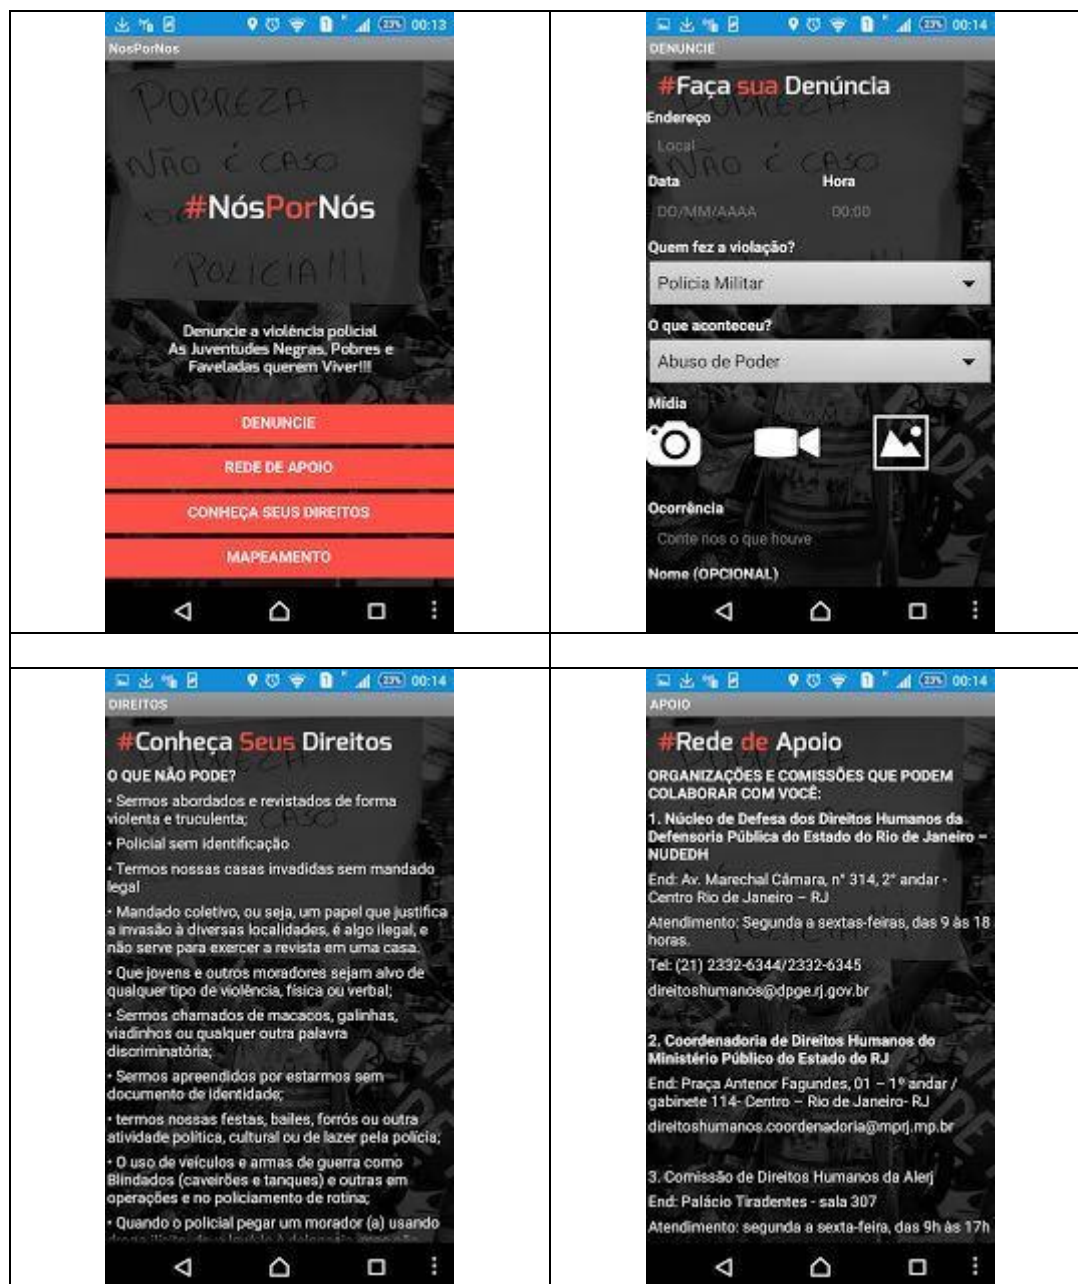 00:13
NosPorNos
POBREZA
NÃO É CASO
DE
POLICIA!!!
#NósPorNós
Denuncie a violência policial
As Juventudes Negras, Pobres e
Faveladas querem Viver!!!
DENUNCIE
REDE DE APOIO
CONHEÇA SEUS DIREITOS
MAPEAMENTO
23% 00:14
DENUNCIE
#Faça sua Denúncia
Endereço
Local
Data Hora
DD/MM/AAAA 00:00
Quem fez a violação?
Polícia Militar
O que aconteceu?
Abuso de Poder
Mídia
Ocorrência
Conte nos o que houve
Nome (OPCIONAL)
23% 00:14
DIREITOS
#Conheça Seus Direitos
O QUE NÃO PODE?
• Sermos abordados e revistados de forma
violenta e truculenta;
• Policial sem identificação
• Termos nossas casas invadidas sem mandado
legal
• Mandado coletivo, ou seja, um papel que justifica
a invasão à diversas localidades, é algo ilegal, e
não serve para exercer a revista em uma casa.
• Que jovens e outros moradores sejam alvo de
qualquer tipo de violência, física ou verbal;
• Sermos chamados de macacos, galinhas,
viadinhos ou qualquer outra palavra
discriminatória;
• Sermos apreendidos por estarmos sem
documento de identidade;
• termos nossas festas, bailes, forrós ou outra
atividade política, cultural ou de lazer pela polícia;
• O uso de veículos e armas de guerra como
Blindados (caveirões e tanques) e outras em
operações e no policiamento de rotina;
• Quando o policial pegar um morador (a) usando
23% 00:14
APOIO
#Rede de Apoio
ORGANIZAÇÕES E COMISSÕES QUE PODEM
COLABORAR COM VOCÊ:
1. Núcleo de Defesa dos Direitos Humanos da
Defensoria Pública do Estado do Rio de Janeiro –
NUDEDH
End: Av. Marechal Câmara, n° 314, 2° andar -
Centro Rio de Janeiro – RJ
Atendimento: Segunda a sextas-feiras, das 9 às 18
horas.
Tel: (21) 2332-6344/2332-6345
direitoshumanos@dpge.rj.gov.br
2. Coordenadoria de Direitos Humanos do
Ministério Público do Estado do RJ
End: Praça Antenor Fagundes, 01 – 1º andar /
gabinete 114- Centro – Rio de Janeiro- RJ
direitoshumanos.coordenadoria@mprj.mp.br
3. Comissão de Direitos Humanos da Alerj
End: Palácio Tiradentes - sala 307
Atendimento: segunda a sexta-feira, das 9h às 17h